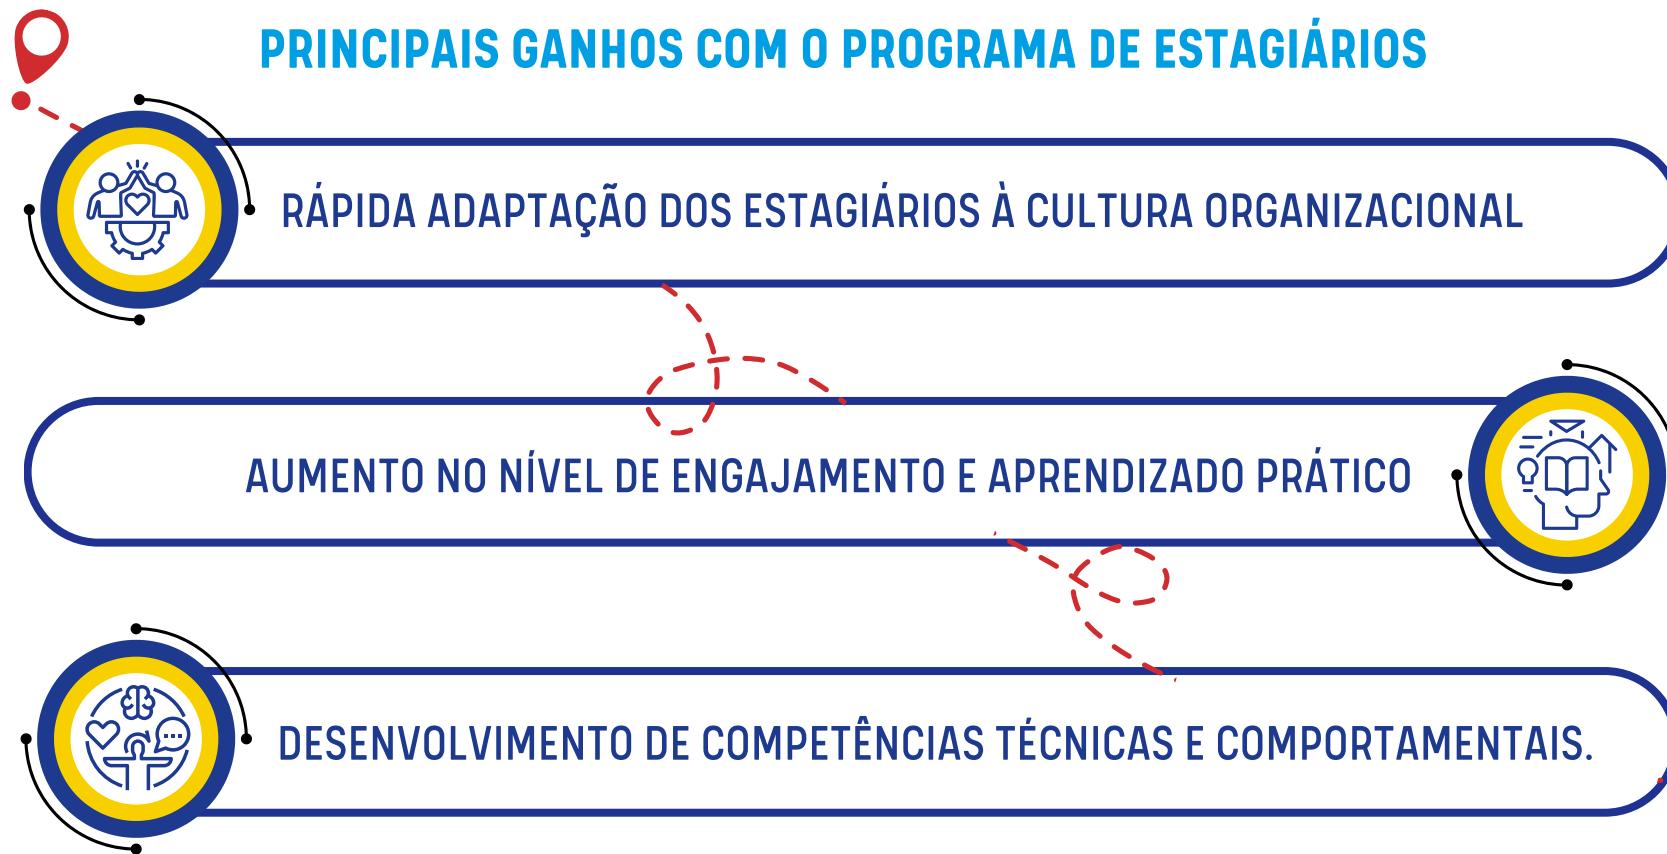 PRINCIPAIS GANHOS COM O PROGRAMA DE ESTAGIÁRIOS
RÁPIDA ADAPTAÇÃO DOS ESTAGIÁRIOS À CULTURA ORGANIZACIONAL
AUMENTO NO NÍVEL DE ENGAJAMENTO E APRENDIZADO PRÁTICO
DESENVOLVIMENTO DE COMPETÊNCIAS TÉCNICAS E COMPORTAMENTAIS.